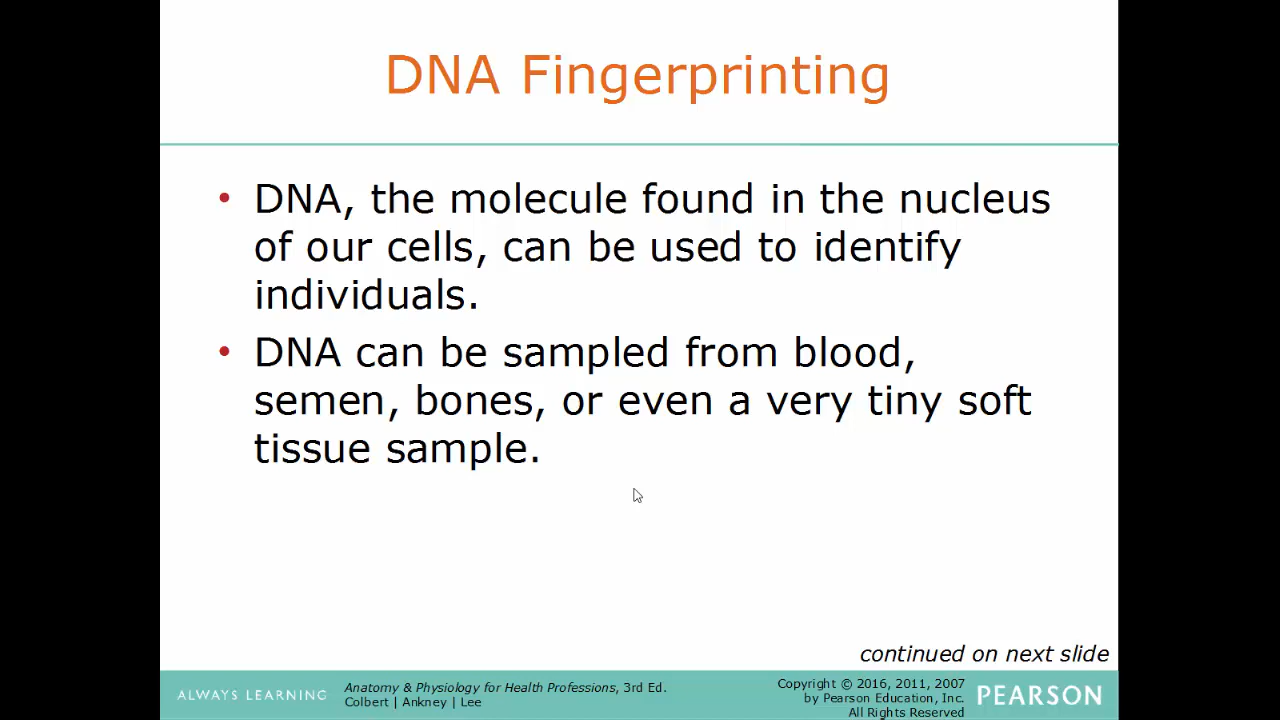 DNA Fingerprinting
• DNA, the molecule found in the nucleus
of our cells, can be used to identify
individuals.
• DNA can be sampled from blood,
semen, bones, or even a very tiny soft
tissue sample.
continued on next slide
ALWAYS LEARNING
Anatomy & Physiology for Health Professions, 3rd Ed.
Colbert | Ankney | Lee
Copyright © 2016, 2011, 2007
by Pearson Education, Inc.
All Rights Reserved
PEARSON